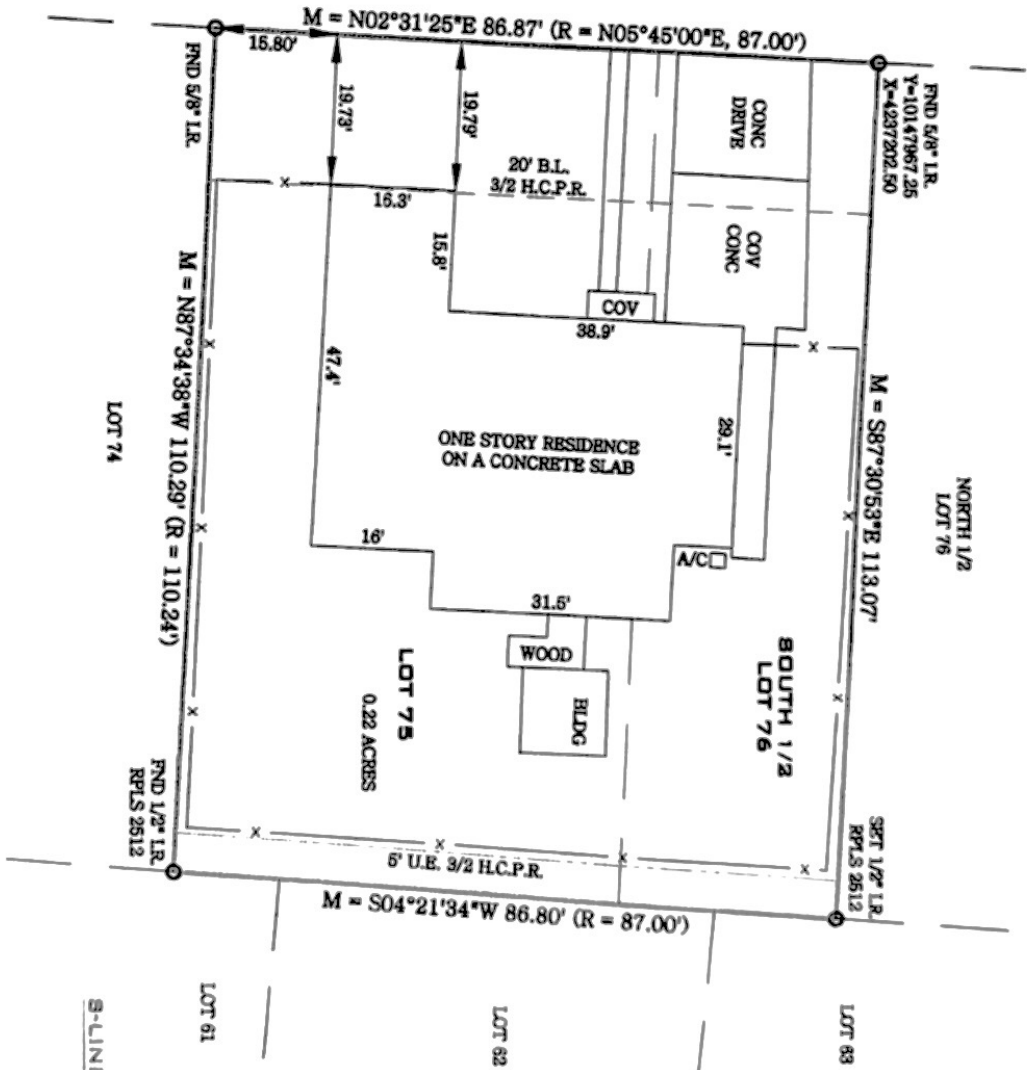 M = N02°31'25"E 86.87' (R = N05°45'00"E, 87.00')
15.80'
FND 5/8" I.R.
19.73'
19.79'
20' B.L.
3/2 H.C.P.R.
CONC
DRIVE
FND 5/8" I.R.
Y=10147967.25
X=4237202.50
16.3'
15.8'
COV
CONC
COV
38.9'
M = N87°34'38"W 110.29' (R = 110.24')
47.4'
29.1'
M = S87°30'53"E 113.07'
LOT 74
ONE STORY RESIDENCE
ON A CONCRETE SLAB
NORTH 1/2
LOT 76
16'
A/C
31.5'
WOOD
BLDG
LOT 75
0.22 ACRES
SOUTH 1/2
LOT 76
FND 1/2" I.R.
RPLS 2512
SET 1/2" I.R.
RPLS 2512
5' U.E. 3/2 H.C.P.R.
M = S04°21'34"W 86.80' (R = 87.00')
LOT 61
LOT 62
LOT 63
X
X
X
X
X
X
X
X
X
X
X